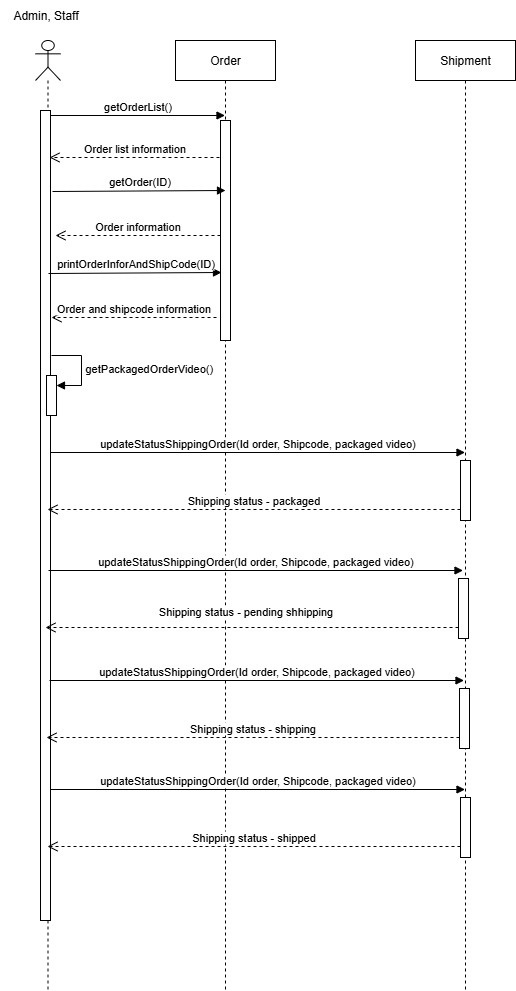 Admin, Staff
Order
Shipment
getOrderList()
Order list information
getOrder(ID)
Order information
printOrderInforAndShipCode(ID)
Order and shipcode information
getPackagedOrderVideo()
updateStatusShippingOrder(Id order, Shipcode, packaged video)
Shipping status - packaged
updateStatusShippingOrder(Id order, Shipcode, packaged video)
Shipping status - pending shhipping
updateStatusShippingOrder(Id order, Shipcode, packaged video)
Shipping status - shipping
updateStatusShippingOrder(Id order, Shipcode, packaged video)
Shipping status - shipped